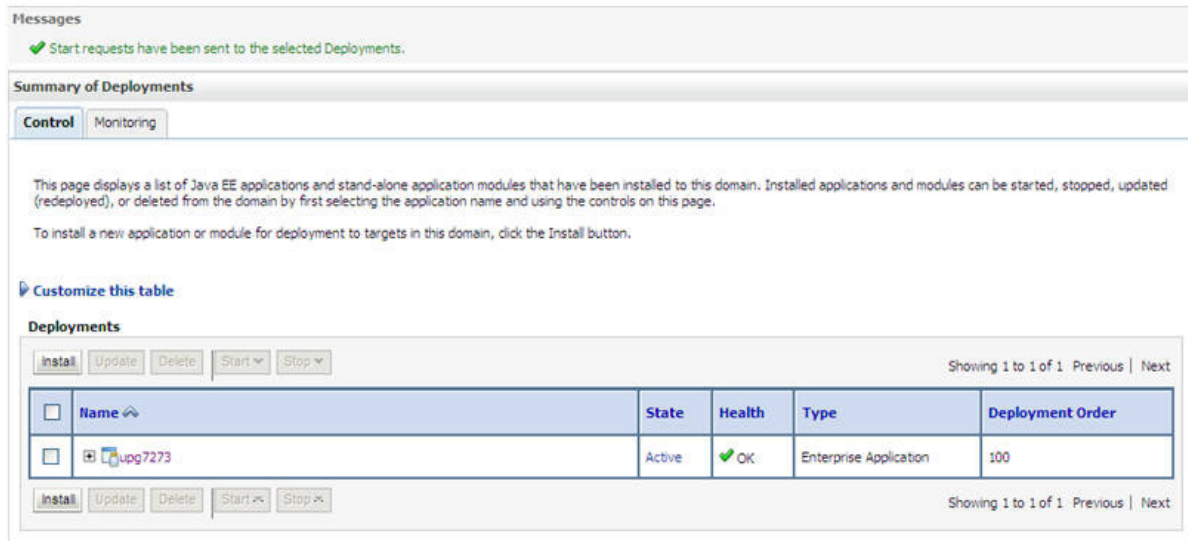 Messages
Start requests have been sent to the selected Deployments.
Summary of Deployments
Control Monitoring
This page displays a list of Java EE applications and stand-alone application modules that have been installed to this domain. Installed applications and modules can be started, stopped, updated
(redeployed), or deleted from the domain by first selecting the application name and using the controls on this page.
To install a new application or module for deployment to targets in this domain, click the Install button.
Customize this table
Deployments
Install Update Delete Start Stop Showing 1 to 1 of 1 Previous | Next
Name State Health Type Deployment Order
upg7273 Active OK Enterprise Application 100
Install Update Delete Start Stop Showing 1 to 1 of 1 Previous | Next